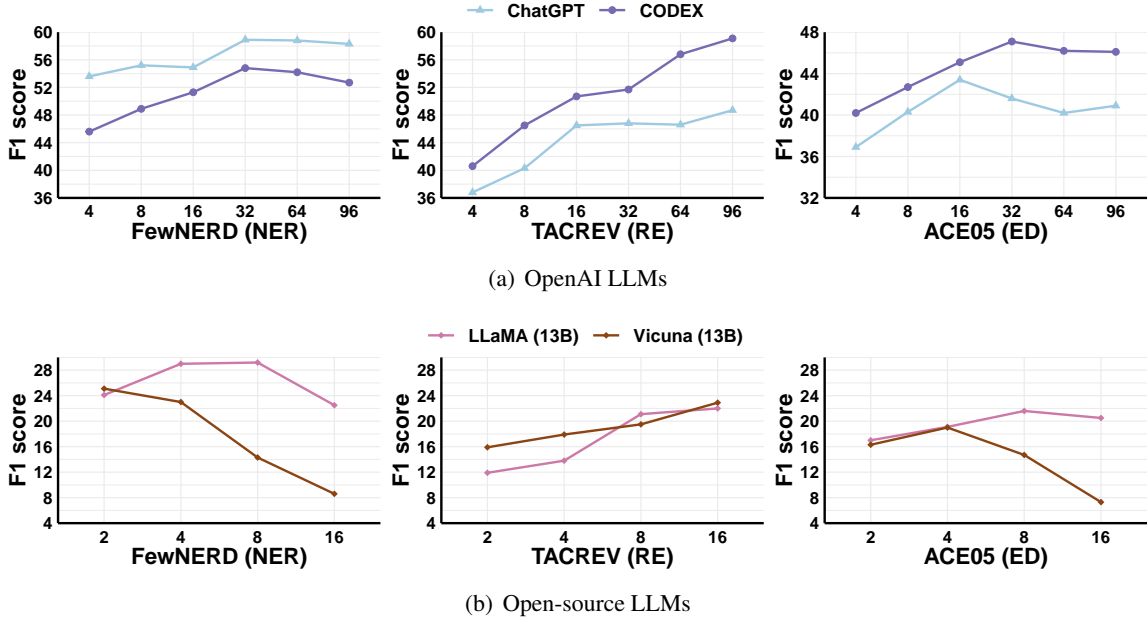 ChatGPT CODEX
60
56
52
48
44
40
36
F1 score
4 8 16 32 64 96
FewNERD (NER)
60
56
52
48
44
40
36
F1 score
4 8 16 32 64 96
TACREV (RE)
48
44
40
36
32
F1 score
4 8 16 32 64 96
ACE05 (ED)
(a) OpenAI LLMs
LLaMA (13B) Vicuna (13B)
28
24
20
16
12
8
4
F1 score
2 4 8 16
FewNERD (NER)
28
24
20
16
12
8
4
F1 score
2 4 8 16
TACREV (RE)
28
24
20
16
12
8
4
F1 score
2 4 8 16
ACE05 (ED)
(b) Open-source LLMs